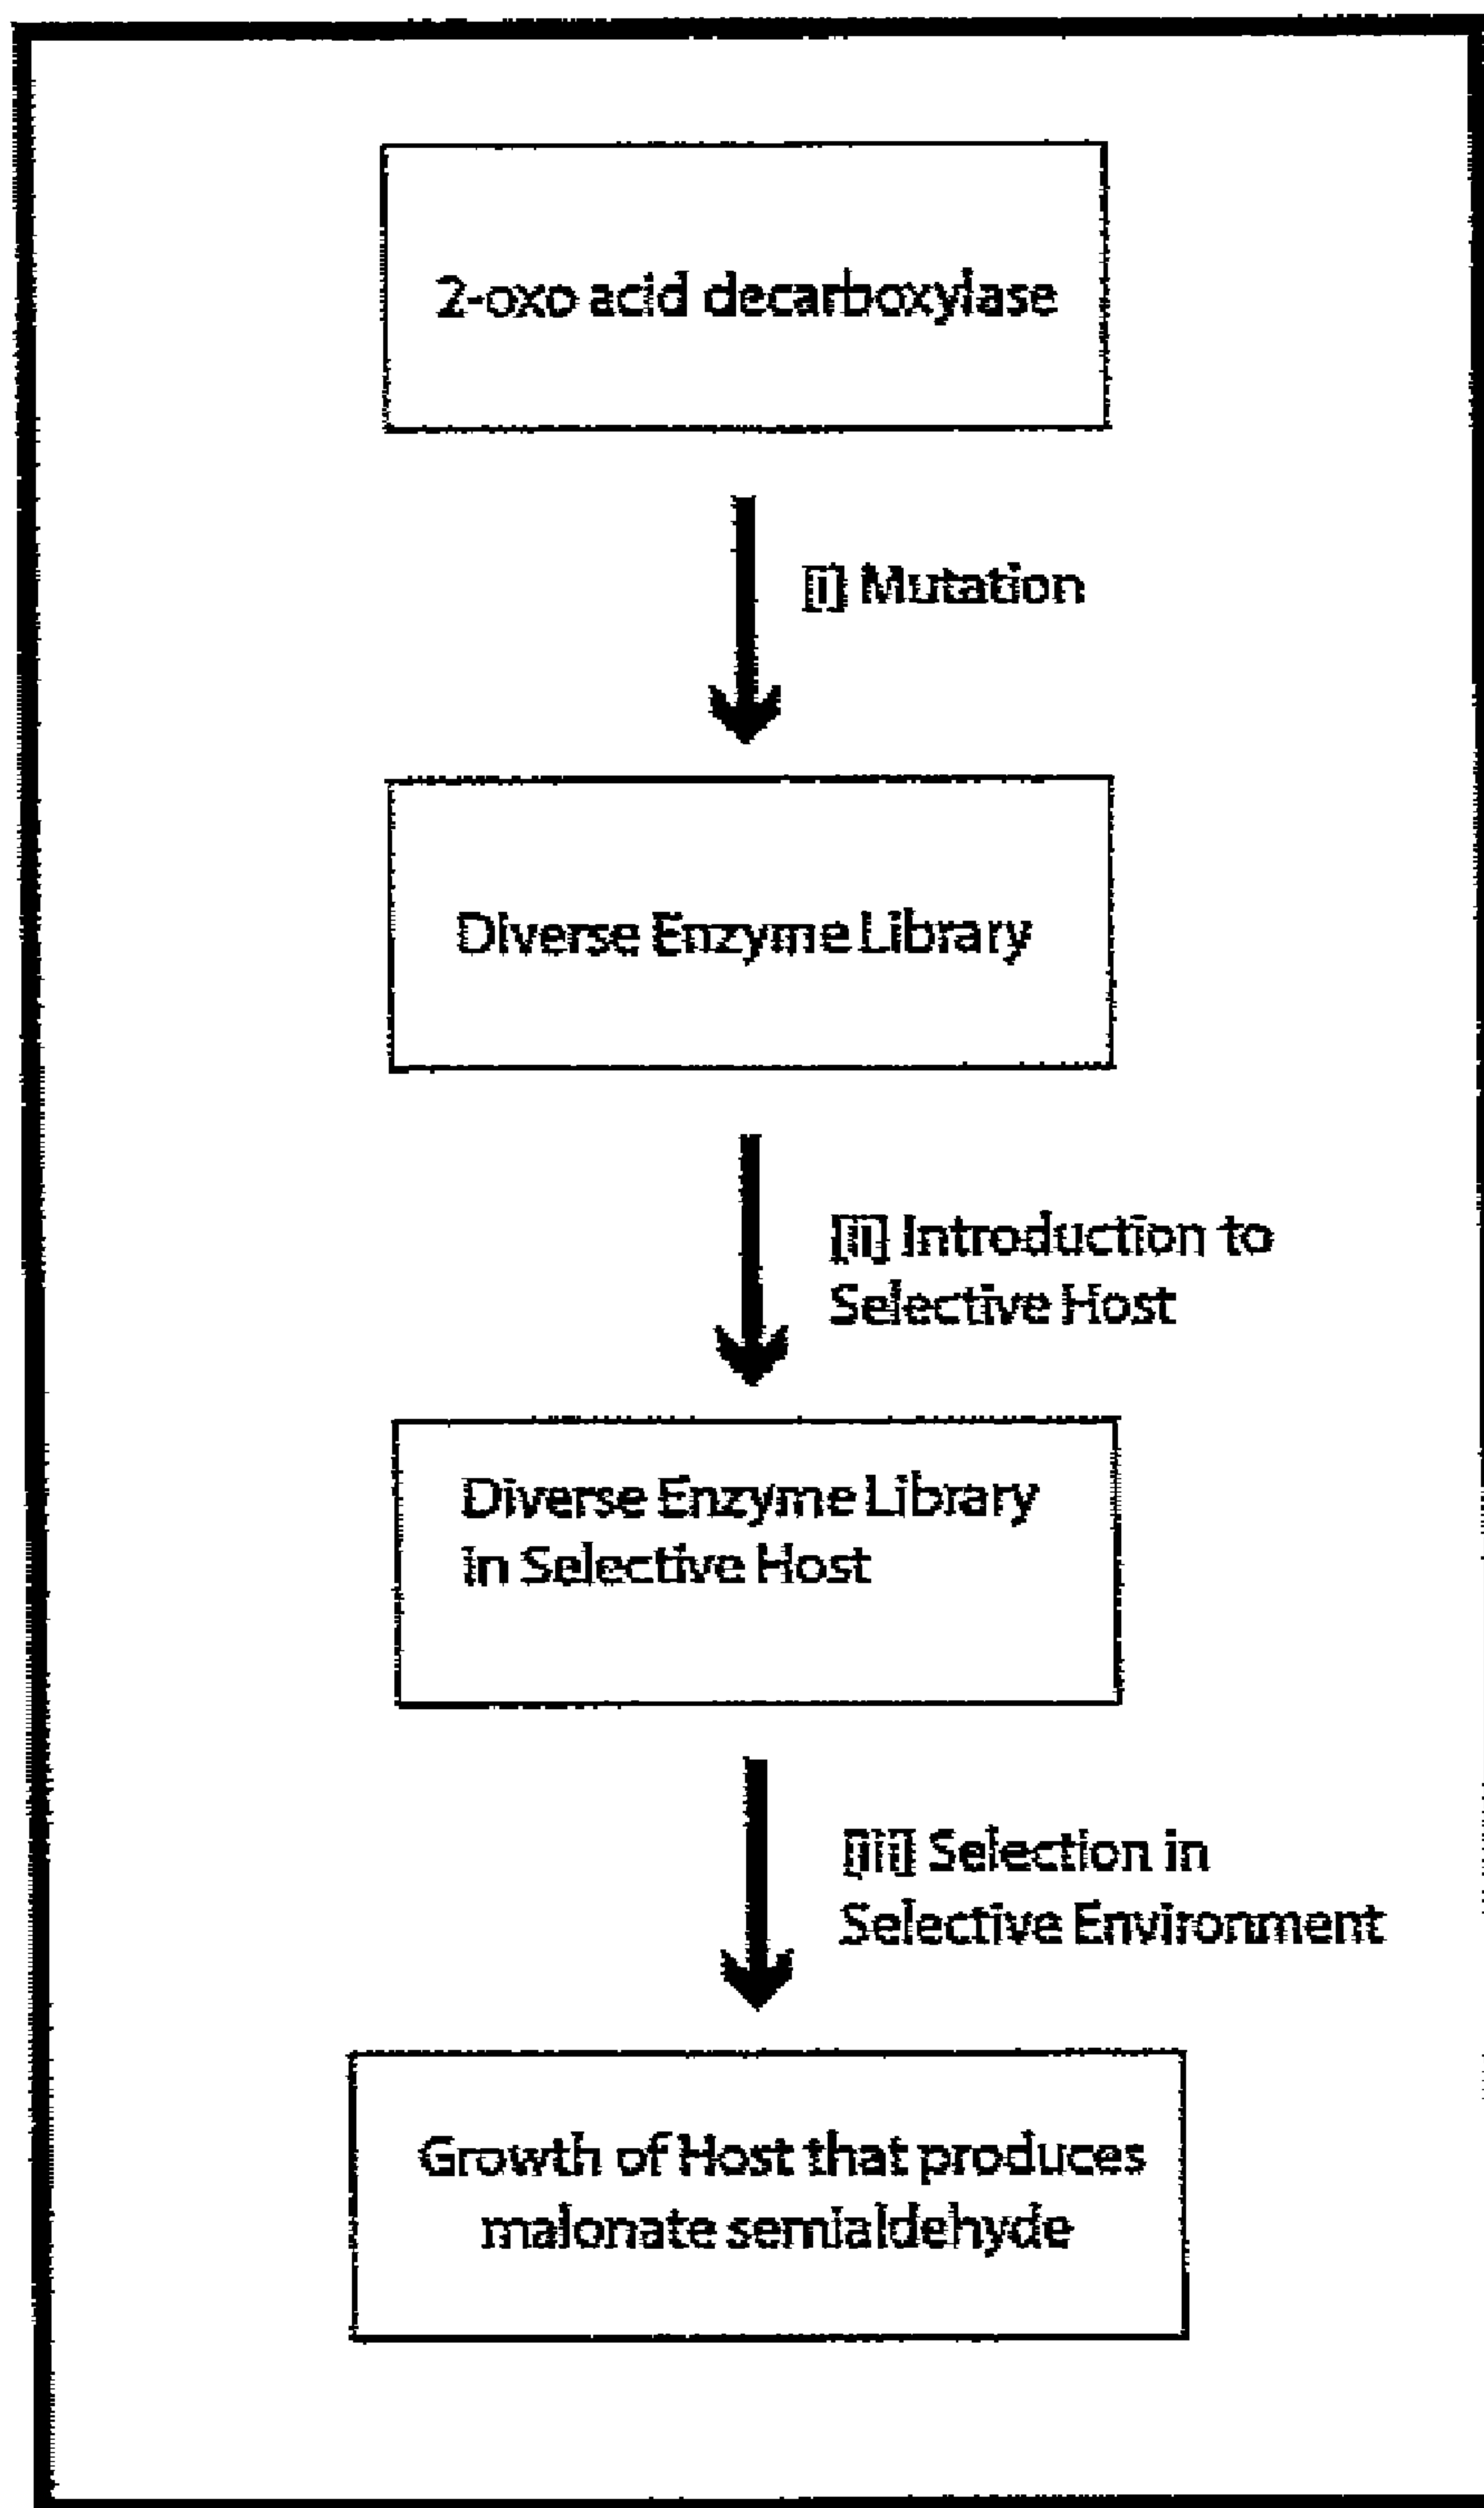 2-oxo acid decarboxylase
[i] Mutation
Diverse Enzyme Library
[ii] Introduction to
Selective Host
Diverse Enzyme Library
in Selective Host
[iii] Selection in
Selective Environment
Growth of Host that produces
malonate semialdehyde